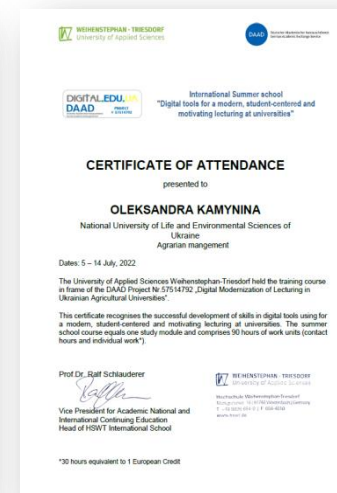 WEIHENSTEPHAN - TRIESDORF
University of Applied Sciences
DAAD
DIGITAL.EDU.
DAAD
International Summer school
"Digital tools for a modern, student-centered and
motivating lecturing at universities"
CERTIFICATE OF ATTENDANCE
presented to
OLEKSANDRA KAMYNINA
National University of Life and Environmental Sciences of
Ukraine
Agrarian mangement
Dates: 5 – 14 July, 2022
The University of Applied Sciences Weihenstephan-Triesdorf held the training course
in frame of the DAAD Project Nr.57514792 „Digital Modernization of Lecturing in
Ukrainian Agricultural Universities".
This certificate recognises the successful development of skills in digital tools using for
a modern, student-centered and motivating lecturing at universities. The summer
school course equals one study module and comprises 90 hours of work units (contact
hours and individual work*).
Prof.Dr. Ralf Schlauderer
Vice President for Academic National and
International Continuing Education
Head of HSWT International School
WEIHENSTEPHAN - TRIESDORF
University of Applied Sciences
Hochschule Weihenstephan-Triesdorf
*30 hours equivalent to 1 European Credit